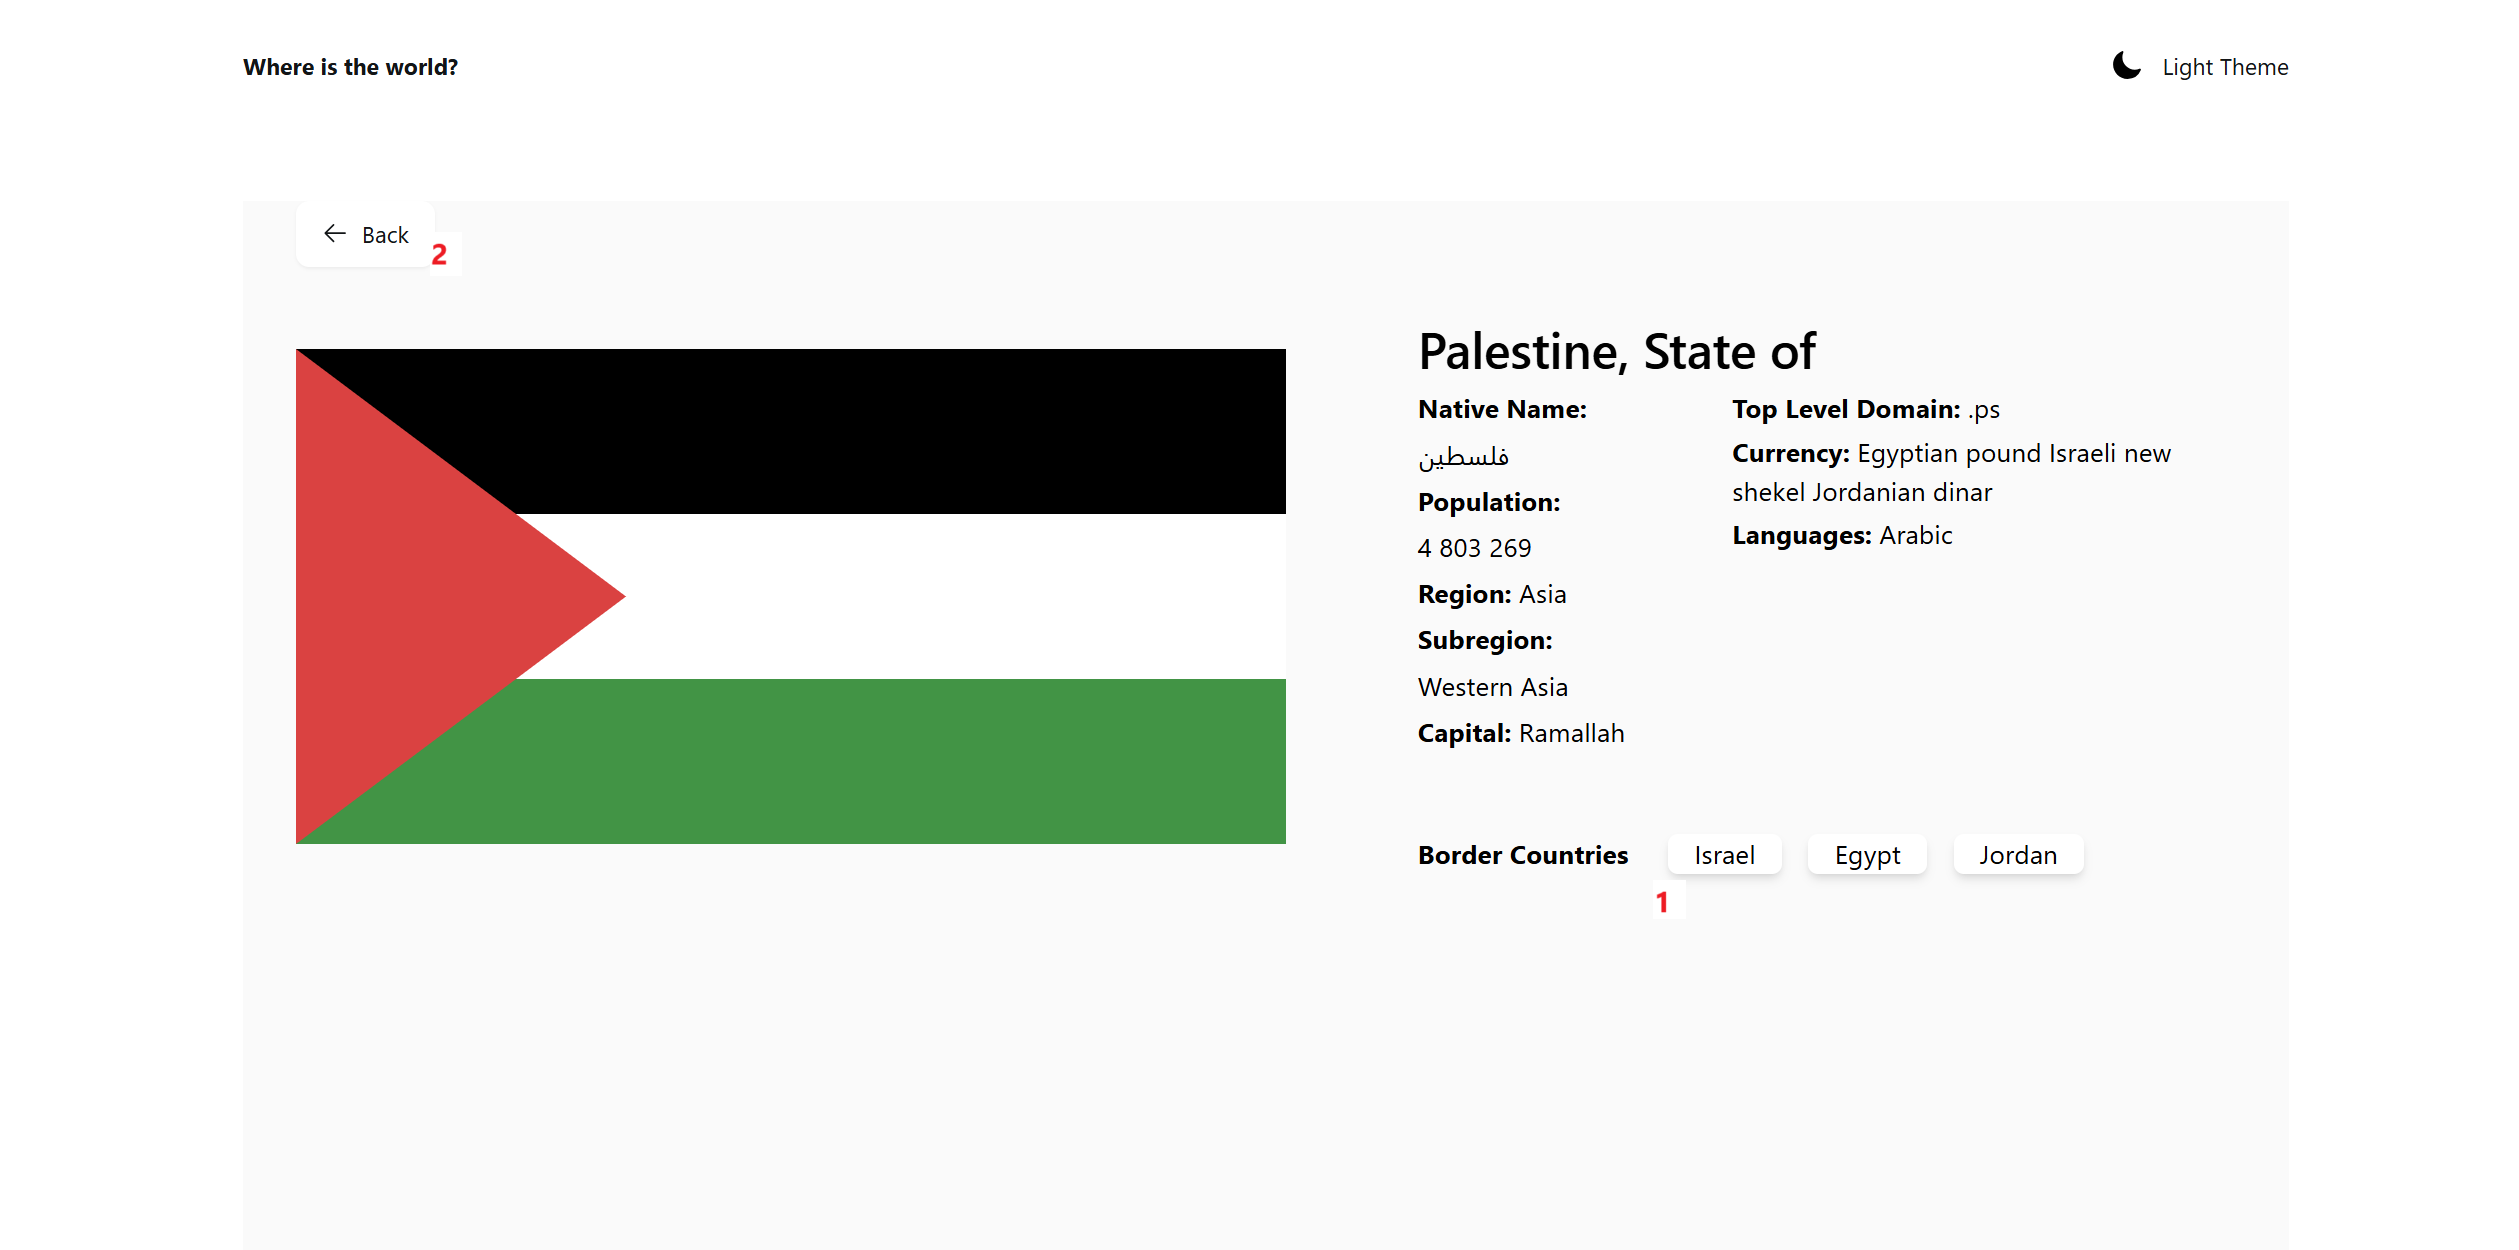 Where is the world?
Light Theme
Back
2
Palestine, State of
Native Name:
فلسطين
Population:
4 803 269
Region: Asia
Subregion:
Western Asia
Capital: Ramallah
Top Level Domain: .ps
Currency: Egyptian pound Israeli new
shekel Jordanian dinar
Languages: Arabic
Border Countries
Israel
Egypt
Jordan
1